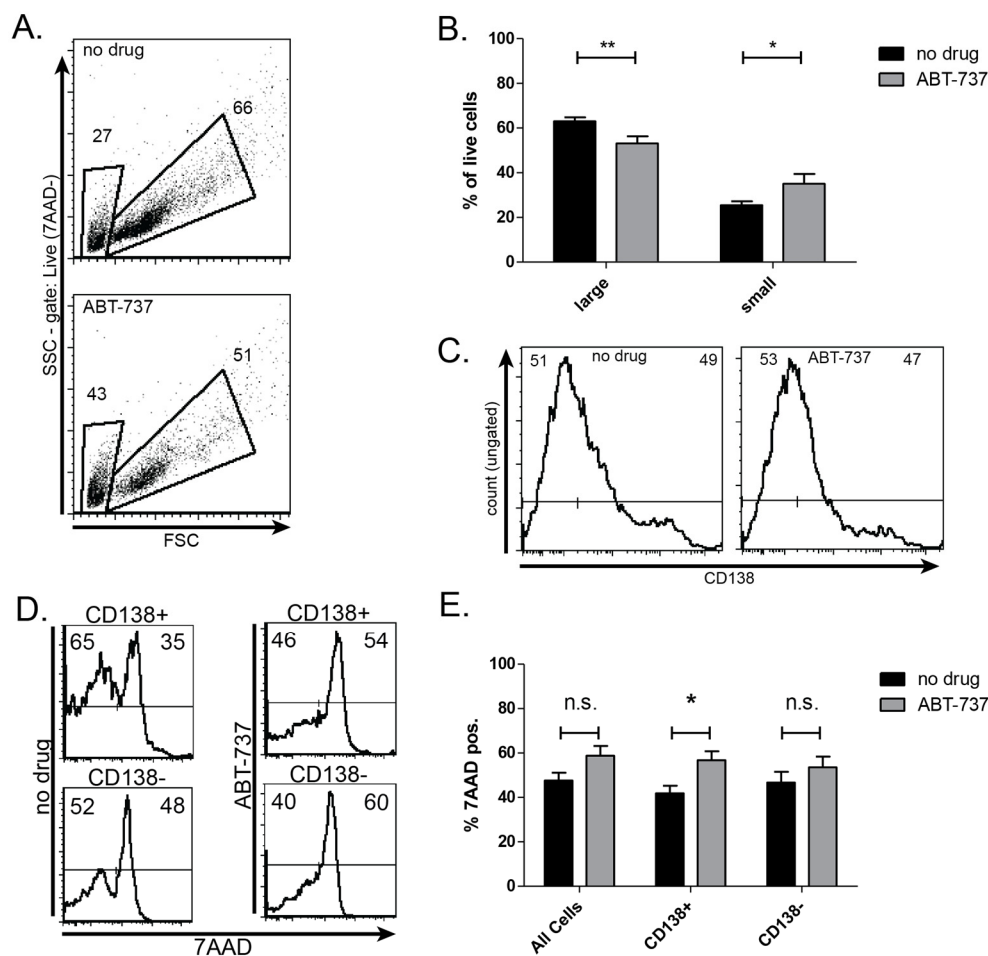 A.
no drug
27
66
ABT-737
43
51
SSC - gate: Live (7AAD-)
FSC
B.
100
80
60
40
20
0
% of live cells
**
*
large
small
no drug
ABT-737
C.
51 no drug 49
53 ABT-737 47
count (ungated)
CD138
D.
CD138+
65 35
CD138-
52 48
no drug
CD138+
46 54
CD138-
40 60
ABT-737
7AAD
E.
100
80
60
40
20
0
% 7AAD pos.
n.s.
*
n.s.
All Cells
CD138+
CD138-
no drug
ABT-737